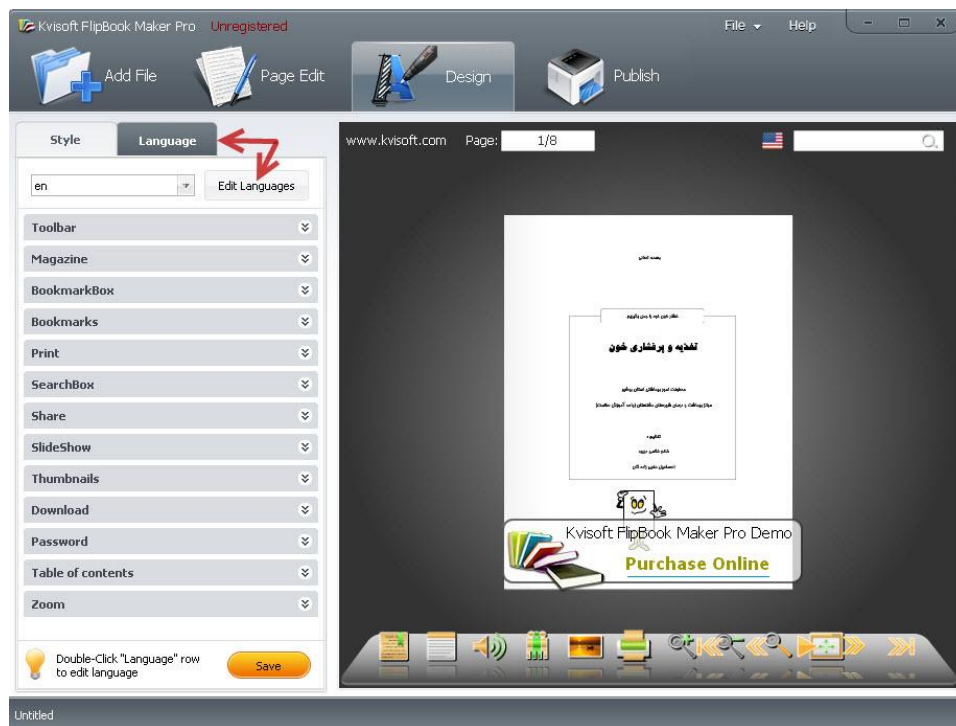 Kvisoft FlipBook Maker Pro Unregistered File Help
Add File Page Edit Design Publish
Style Language
en Edit Languages
Toolbar
Magazine
BookmarkBox
Bookmarks
Print
SearchBox
Share
SlideShow
Thumbnails
Download
Password
Table of contents
Zoom
Double-Click "Language" row
to edit language
Save
www.kvisoft.com Page: 1/8
تغذیه و پرفشاری خون
Kvisoft FlipBook Maker Pro Demo
Purchase Online
Untitled